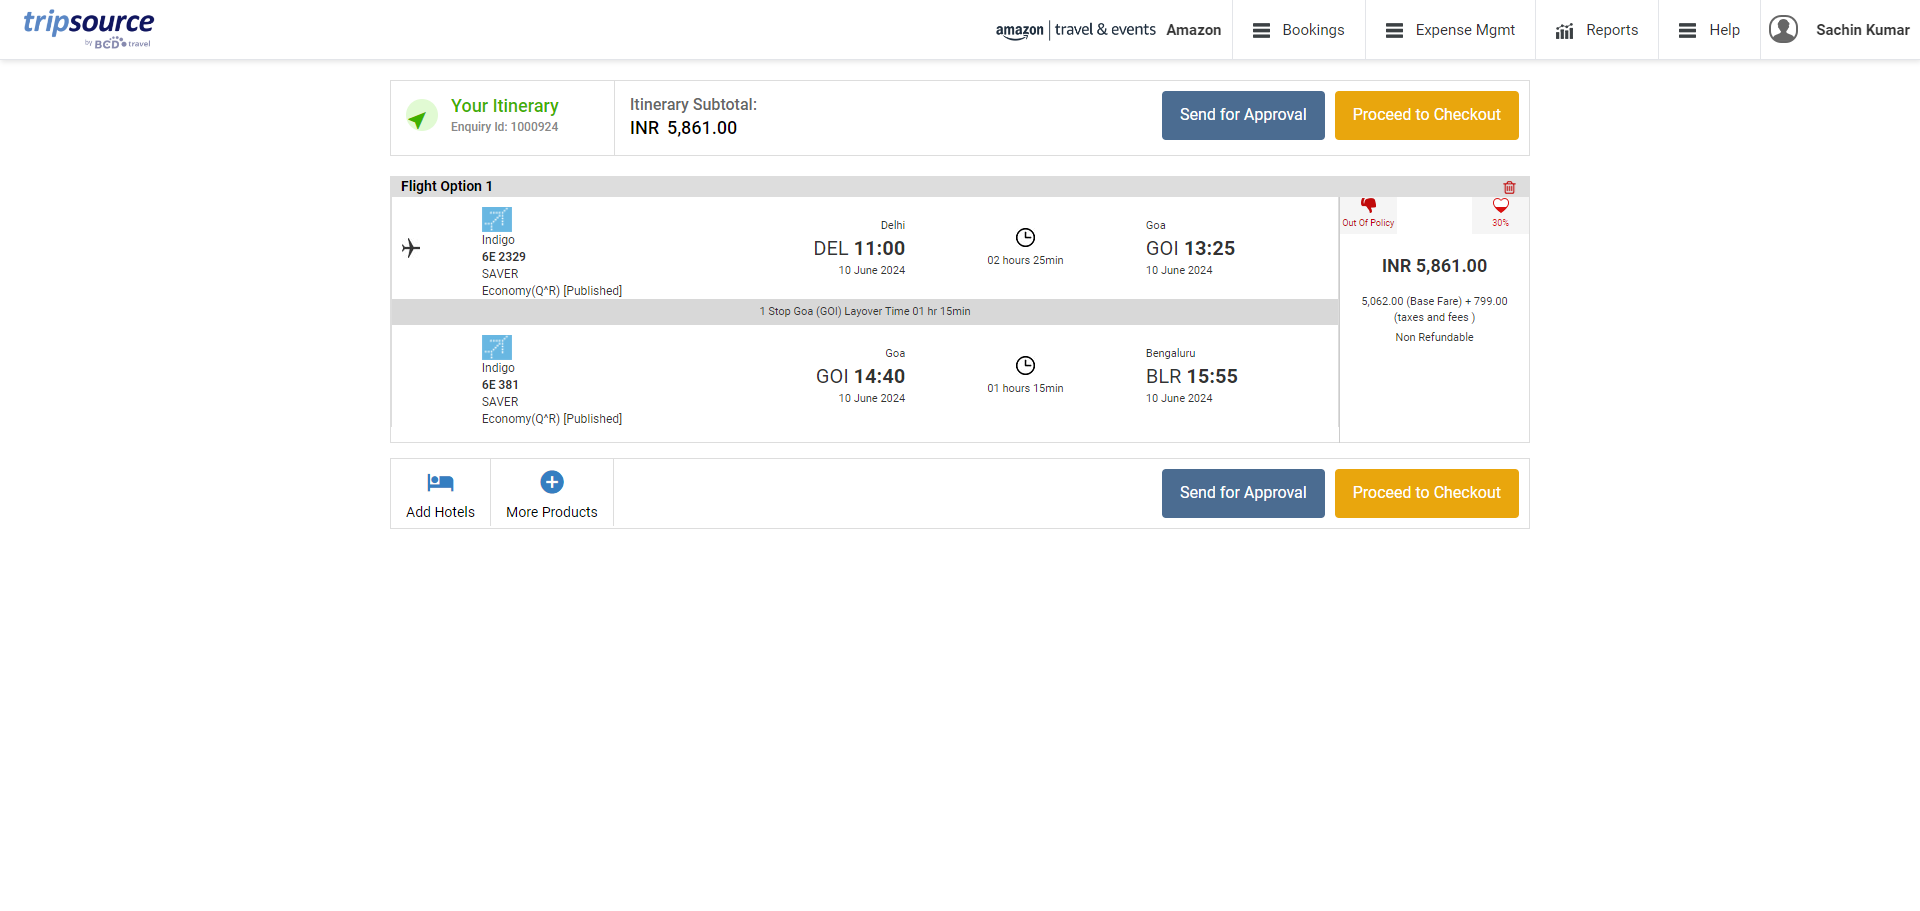 tripsource
by BCD travel
amazon | travel & events Amazon
Bookings
Expense Mgmt
Reports
Help
Sachin Kumar
Your Itinerary
Enquiry Id: 1000924
Itinerary Subtotal:
INR 5,861.00
Send for Approval
Proceed to Checkout
Flight Option 1
Indigo
6E 2329
SAVER
Economy(Q^R) [Published]
Delhi
DEL 11:00
10 June 2024
02 hours 25min
Goa
GOI 13:25
10 June 2024
Out Of Policy
30%
INR 5,861.00
5,062.00 (Base Fare) + 799.00
(taxes and fees )
Non Refundable
1 Stop Goa (GOI) Layover Time 01 hr 15min
Indigo
6E 381
SAVER
Economy(Q^R) [Published]
Goa
GOI 14:40
10 June 2024
01 hours 15min
Bengaluru
BLR 15:55
10 June 2024
Add Hotels
More Products
Send for Approval
Proceed to Checkout